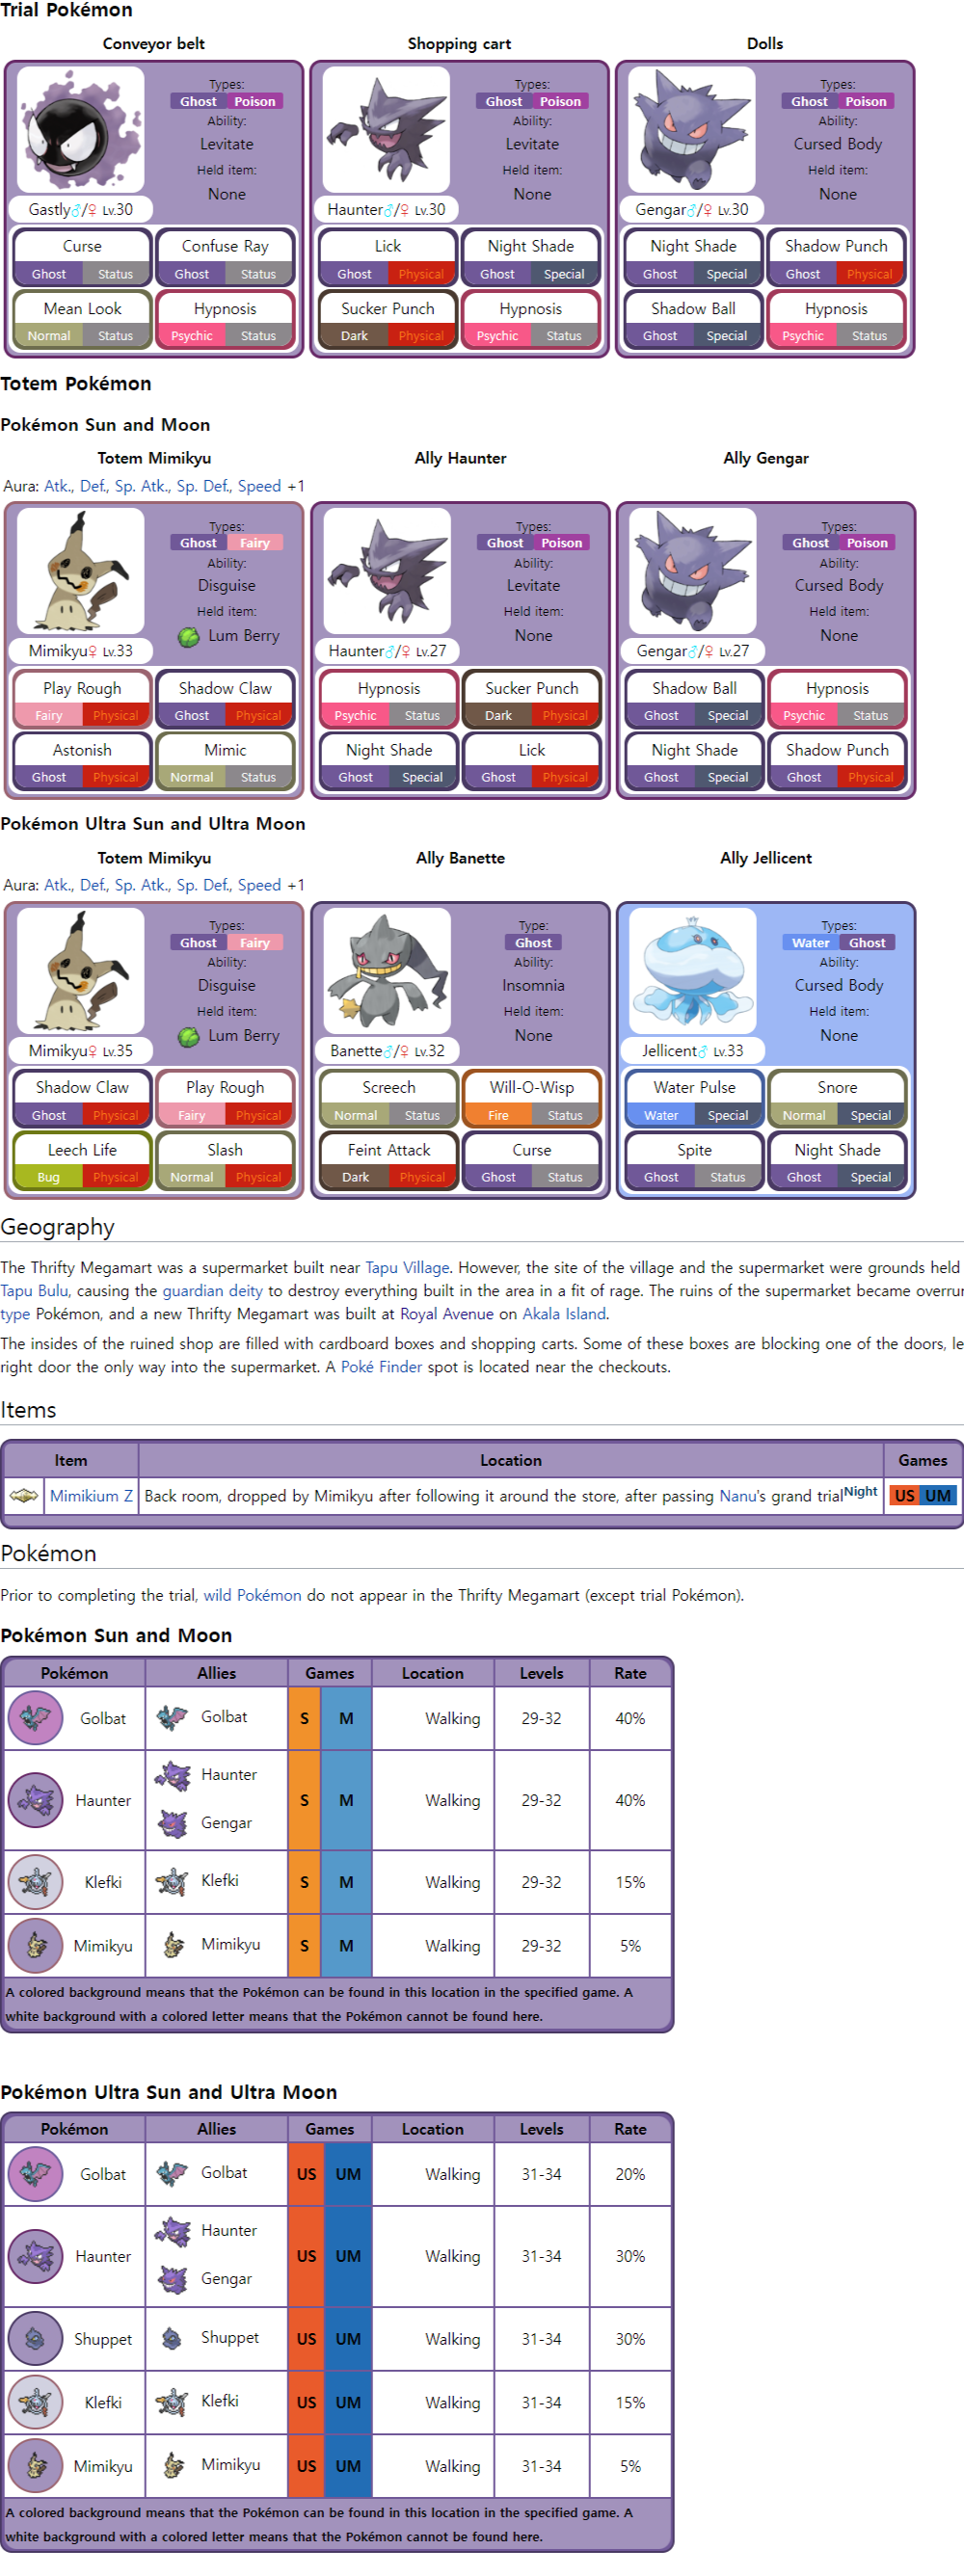 Trial Pokémon
Conveyor belt
Shopping cart
Dolls
Types:
Ghost Poison
Ability:
Levitate
Held item:
None
Gastly♂/♀ Lv.30
Types:
Ghost Poison
Ability:
Levitate
Held item:
None
Haunter♂/♀ Lv.30
Types:
Ghost Poison
Ability:
Cursed Body
Held item:
None
Gengar♂/♀ Lv.30
Curse
Confuse Ray
Ghost Status
Ghost Status
Mean Look
Hypnosis
Normal Status
Psychic Status
Lick
Night Shade
Ghost Physical
Ghost Special
Sucker Punch
Hypnosis
Dark Physical
Psychic Status
Night Shade
Shadow Punch
Ghost Special
Ghost Physical
Shadow Ball
Hypnosis
Ghost Special
Psychic Status
Totem Pokémon
Pokémon Sun and Moon
Totem Mimikyu
Ally Haunter
Ally Gengar
Aura: Atk., Def., Sp. Atk., Sp. Def., Speed +1
Types:
Ghost Fairy
Ability:
Disguise
Held item:
Lum Berry
Mimikyu♀ Lv.33
Types:
Ghost Poison
Ability:
Levitate
Held item:
None
Haunter♂/♀ Lv.27
Types:
Ghost Poison
Ability:
Cursed Body
Held item:
None
Gengar♂/♀ Lv.27
Play Rough
Shadow Claw
Fairy Physical
Ghost Physical
Astonish
Mimic
Ghost Physical
Normal Status
Hypnosis
Sucker Punch
Psychic Status
Dark Physical
Night Shade
Lick
Ghost Special
Ghost Physical
Shadow Ball
Hypnosis
Ghost Special
Psychic Status
Night Shade
Shadow Punch
Ghost Special
Ghost Physical
Pokémon Ultra Sun and Ultra Moon
Totem Mimikyu
Ally Banette
Ally Jellicent
Aura: Atk., Def., Sp. Atk., Sp. Def., Speed +1
Types:
Ghost Fairy
Ability:
Disguise
Held item:
Lum Berry
Mimikyu♀ Lv.35
Type:
Ghost
Ability:
Insomnia
Held item:
None
Banette♂/♀ Lv.32
Types:
Water Ghost
Ability:
Cursed Body
Held item:
None
Jellicent♂ Lv.33
Shadow Claw
Play Rough
Ghost Physical
Fairy Physical
Leech Life
Slash
Bug Physical
Normal Physical
Screech
Will-O-Wisp
Normal Status
Fire Status
Feint Attack
Curse
Dark Physical
Ghost Status
Water Pulse
Snore
Water Special
Normal Special
Spite
Night Shade
Ghost Status
Ghost Special
Geography
The Thrifty Megamart was a supermarket built near Tapu Village. However, the site of the village and the supermarket were grounds held
Tapu Bulu, causing the guardian deity to destroy everything built in the area in a fit of rage. The ruins of the supermarket became overrun
type Pokémon, and a new Thrifty Megamart was built at Royal Avenue on Akala Island.
The insides of the ruined shop are filled with cardboard boxes and shopping carts. Some of these boxes are blocking one of the doors, le
right door the only way into the supermarket. A Poké Finder spot is located near the checkouts.
Items
Item Location Games
Mimikium Z Back room, dropped by Mimikyu after following it around the store, after passing Nanu's grand trialNight US UM
Pokémon
Prior to completing the trial, wild Pokémon do not appear in the Thrifty Megamart (except trial Pokémon).
Pokémon Sun and Moon
Pokémon Allies Games Location Levels Rate
Golbat Golbat S M Walking 29-32 40%
Haunter Haunter Gengar S M Walking 29-32 40%
Klefki Klefki S M Walking 29-32 15%
Mimikyu Mimikyu S M Walking 29-32 5%
A colored background means that the Pokémon can be found in this location in the specified game. A
white background with a colored letter means that the Pokémon cannot be found here.
Pokémon Ultra Sun and Ultra Moon
Pokémon Allies Games Location Levels Rate
Golbat Golbat US UM Walking 31-34 20%
Haunter Haunter Gengar US UM Walking 31-34 30%
Shuppet Shuppet US UM Walking 31-34 30%
Klefki Klefki US UM Walking 31-34 15%
Mimikyu Mimikyu US UM Walking 31-34 5%
A colored background means that the Pokémon can be found in this location in the specified game. A
white background with a colored letter means that the Pokémon cannot be found here.